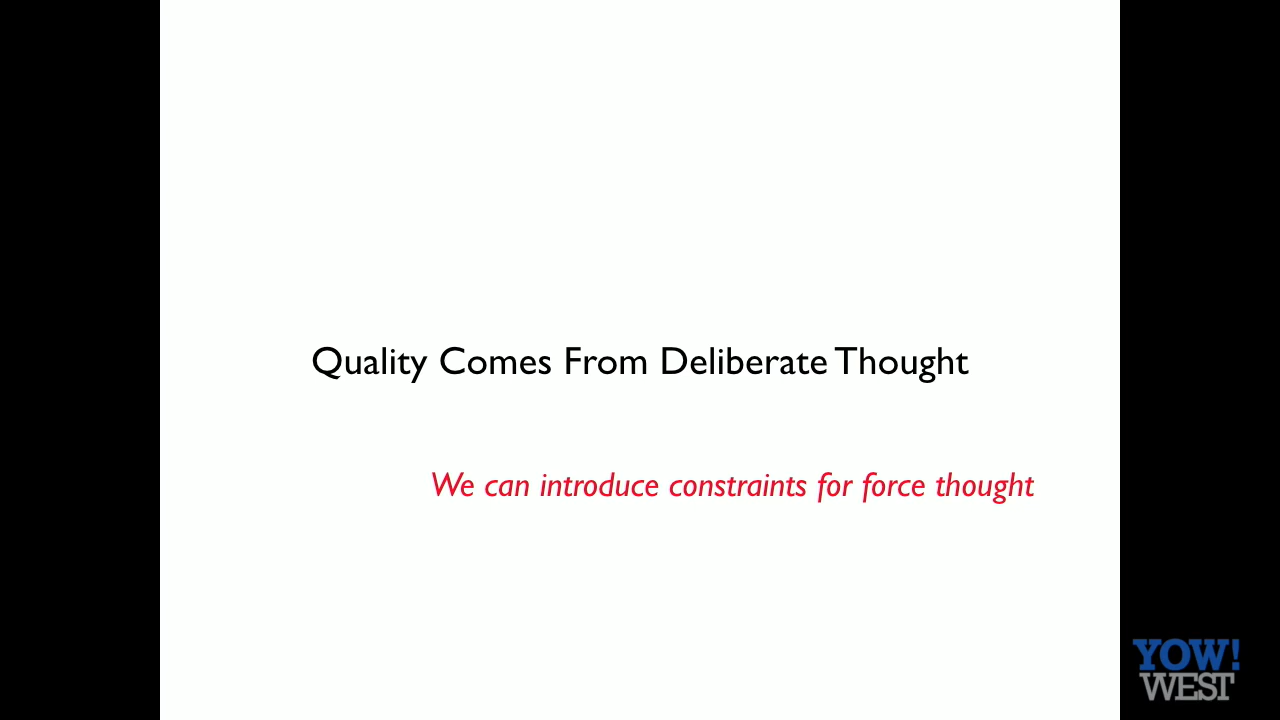 Quality Comes From Deliberate Thought
We can introduce constraints for force thought
YOW!
WEST